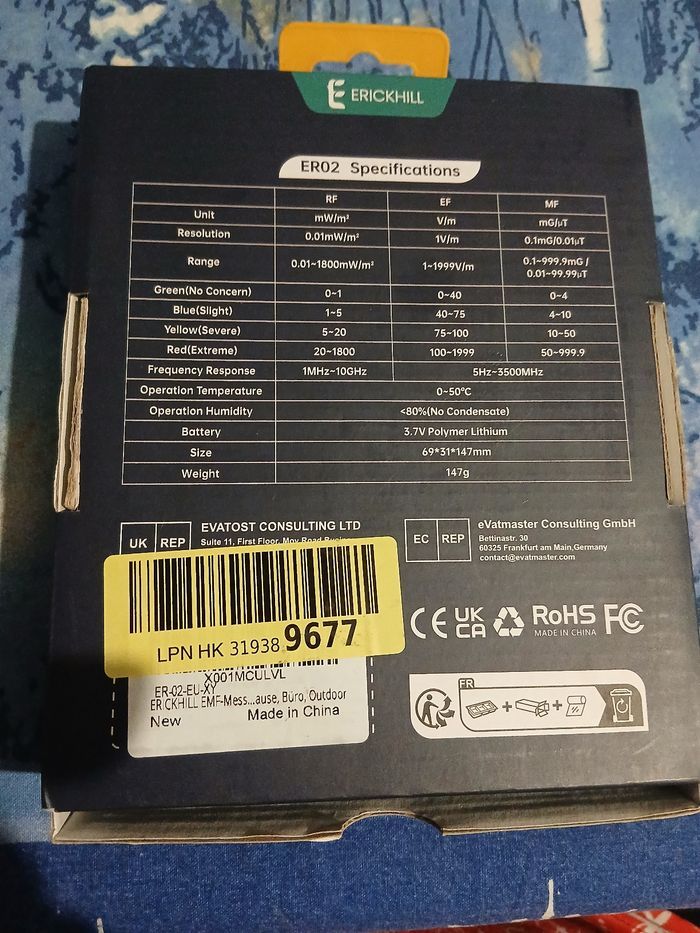 ERICKHILL
ER02 Specifications
RF EF MF
Unit mW/m² V/m mG/μT
Resolution 0.01mW/m² 1V/m 0.1mG/0.01μT
Range 0.01~1800mW/m² 1~1999V/m 0.1~999.9mG / 0.01~99.99μT
Green(No Concern) 0~1 0~40 0~4
Blue(Slight) 1~5 40~75 4~10
Yellow(Severe) 5~20 75~100 10~50
Red(Extreme) 20~1800 100~1999 50~999.9
Frequency Response 1MHz~10GHz 5Hz~3500MHz
Operation Temperature 0~50°C
Operation Humidity <80%(No Condensate)
Battery 3.7V Polymer Lithium
Size 69*31*147mm
Weight 147g
UK REP
EVATOST CONSULTING LTD
Suite 11, First Floor, Moy Road
EC REP
eVatmaster Consulting GmbH
Bettinastr. 30
60325 Frankfurt am Main,Germany
contact@evatmaster.com
LPN HK 319389677
X001MCULVL
ER-02-EU-XY
ERICKHILL EMF-Mess...ause, Büro, Outdoor
New Made in China
CE UK CA RoHS FC
MADE IN CHINA
FR
+ +